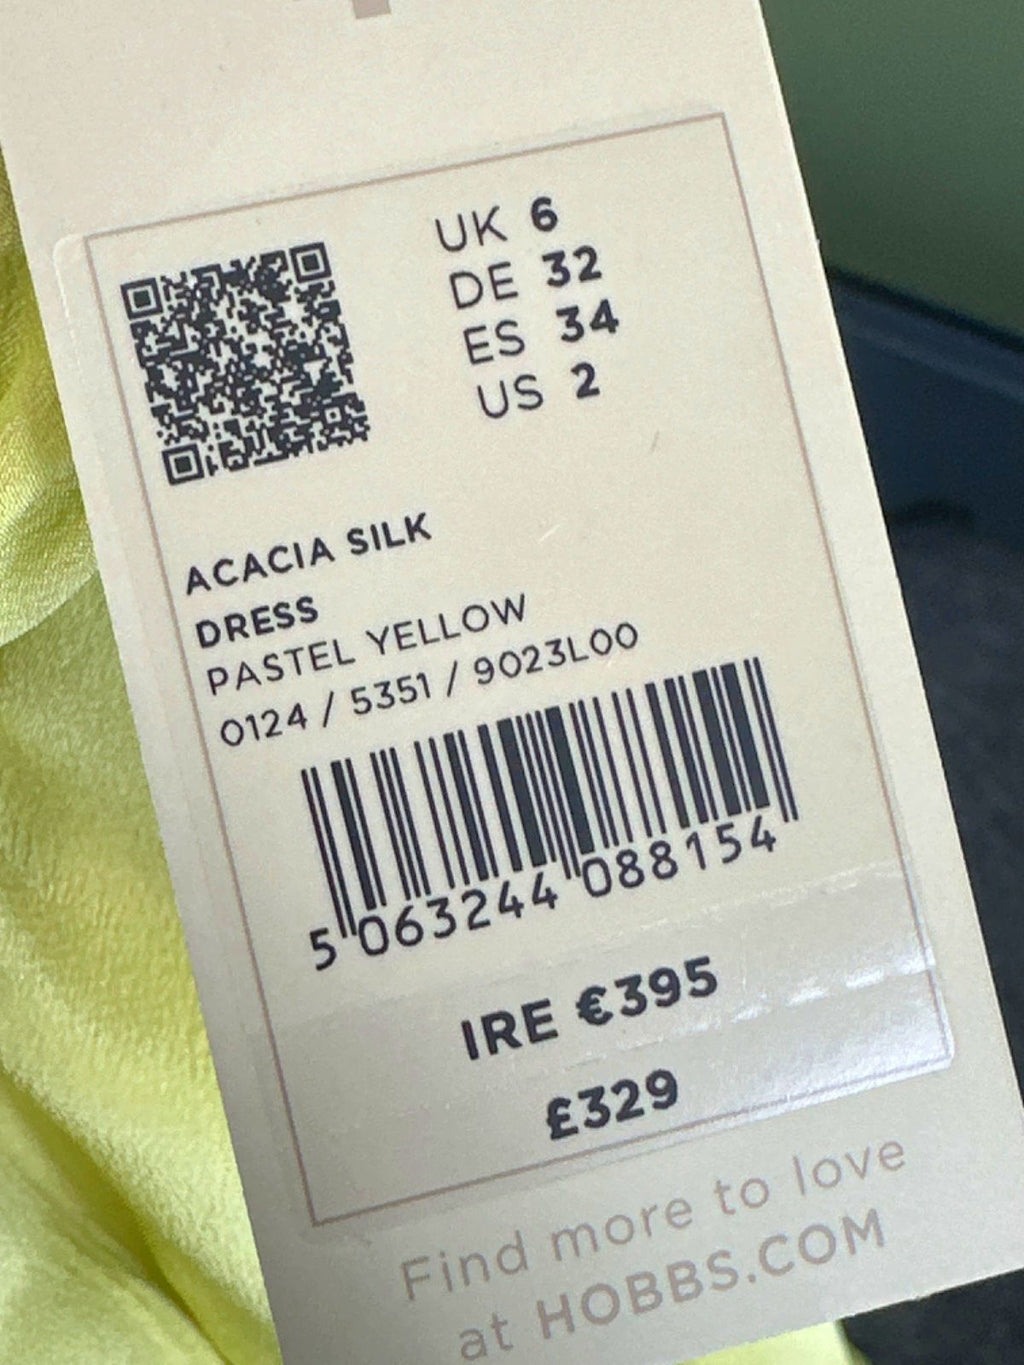 UK 6
DE 32
ES 34
US 2
ACACIA SILK
DRESS
PASTEL YELLOW
0124 / 5351 / 9023L00
5 063244 088154
IRE €395
£329
Find more to love
at HOBBS.COM